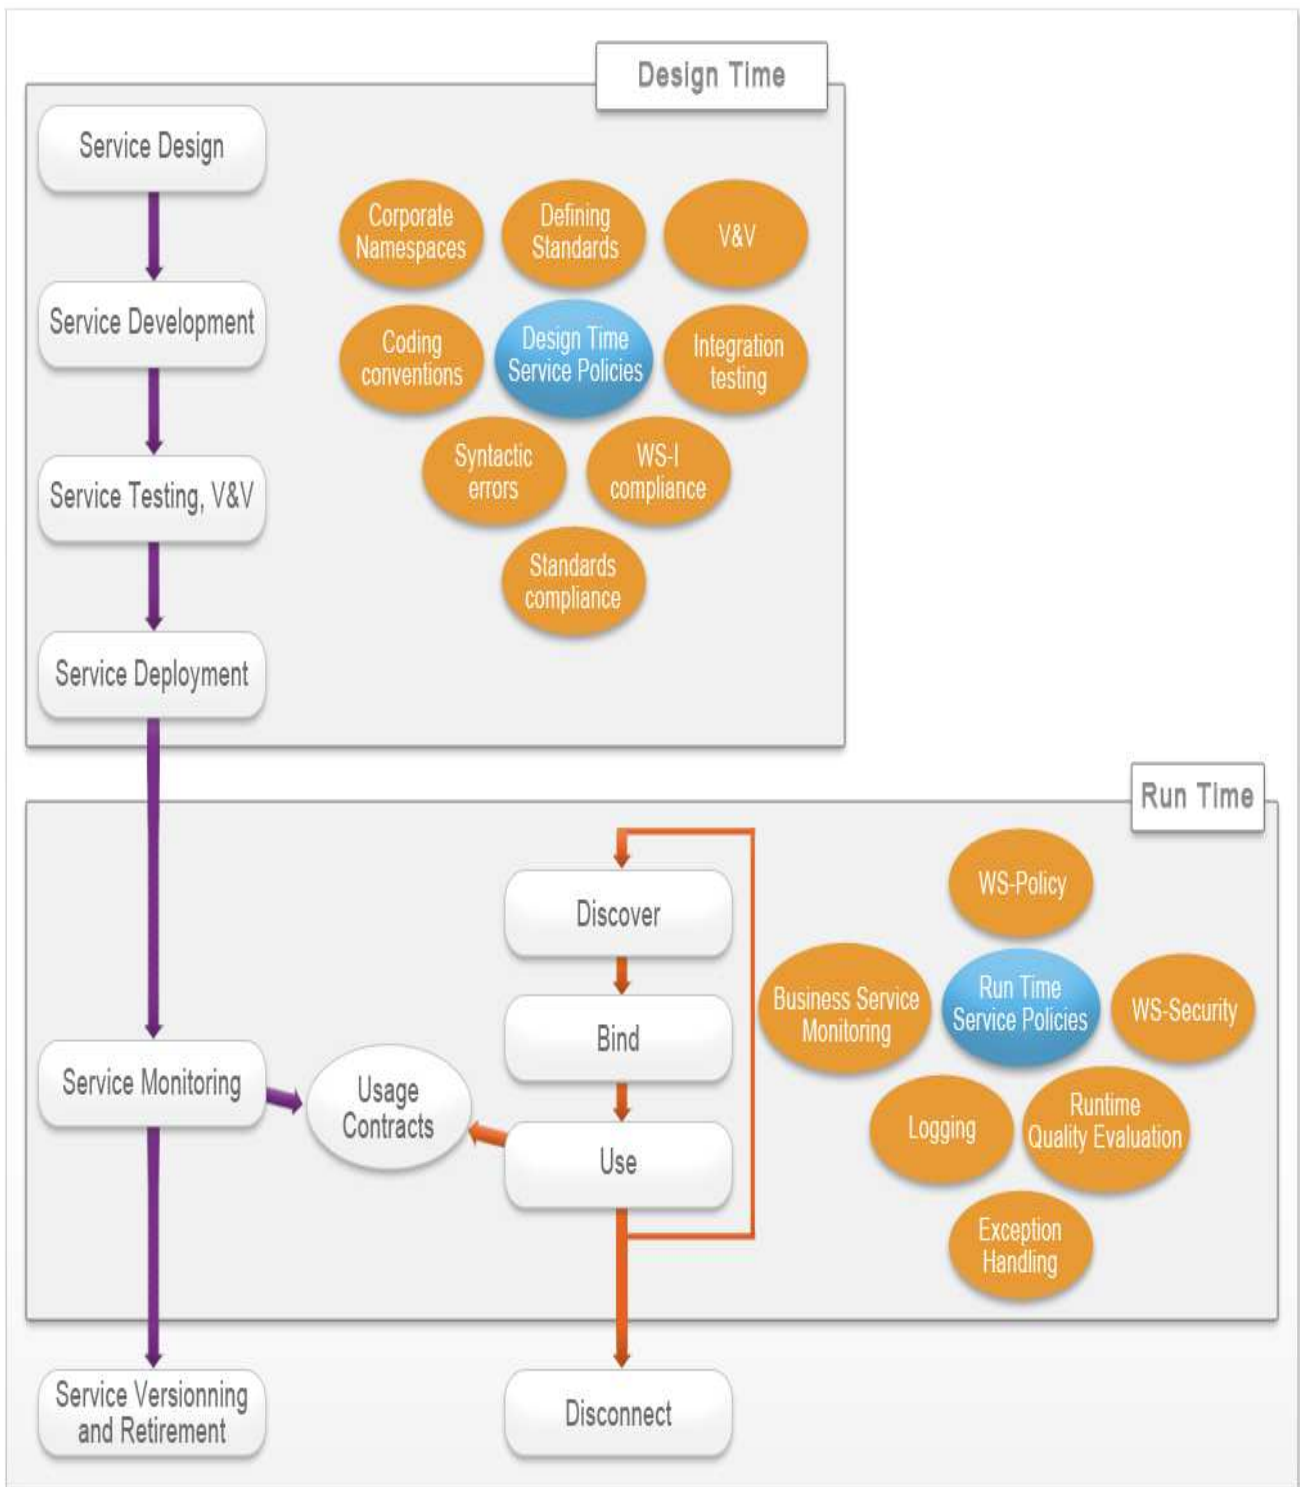 Design Time
Service Design
Service Development
Service Testing, V&V
Service Deployment
Corporate
Namespaces
Defining
Standards
V&V
Coding
conventions
Design Time
Service Policies
Integration
testing
Syntactic
errors
WS-I
compliance
Standards
compliance
Run Time
Service Monitoring
Usage
Contracts
Discover
Bind
Use
WS-Policy
Business Service
Monitoring
Run Time
Service Policies
WS-Security
Logging
Runtime
Quality Evaluation
Exception
Handling
Service Versionning
and Retirement
Disconnect